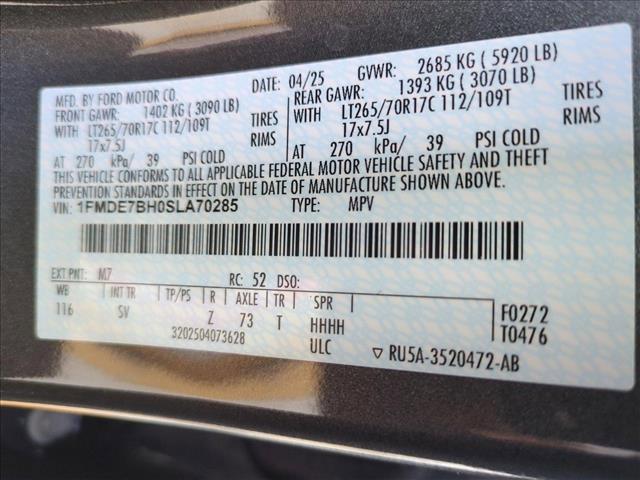 MFD. BY FORD MOTOR CO. DATE: 04/25 GVWR: 2685 KG ( 5920 LB)
FRONT GAWR: 1402 KG ( 3090 LB) REAR GAWR: 1393 KG ( 3070 LB)
WITH LT265/70R17C 112/109T TIRES WITH LT265/70R17C 112/109T TIRES
17x7.5J RIMS 17x7.5J RIMS
AT 270 kPa/ 39 PSI COLD AT 270 kPa/ 39 PSI COLD
THIS VEHICLE CONFORMS TO ALL APPLICABLE FEDERAL MOTOR VEHICLE SAFETY AND THEFT
PREVENTION STANDARDS IN EFFECT ON THE DATE OF MANUFACTURE SHOWN ABOVE.
VIN: 1FMDE7BH0SLA70285 TYPE: MPV
EXT PNT: M7 RC: 52 DSO:
WB INT TR TP/PS R AXLE TR SPR F0272
116 SV Z 73 T HHHH T0476
3202504073628 ULC ▽ RU5A-3520472-AB